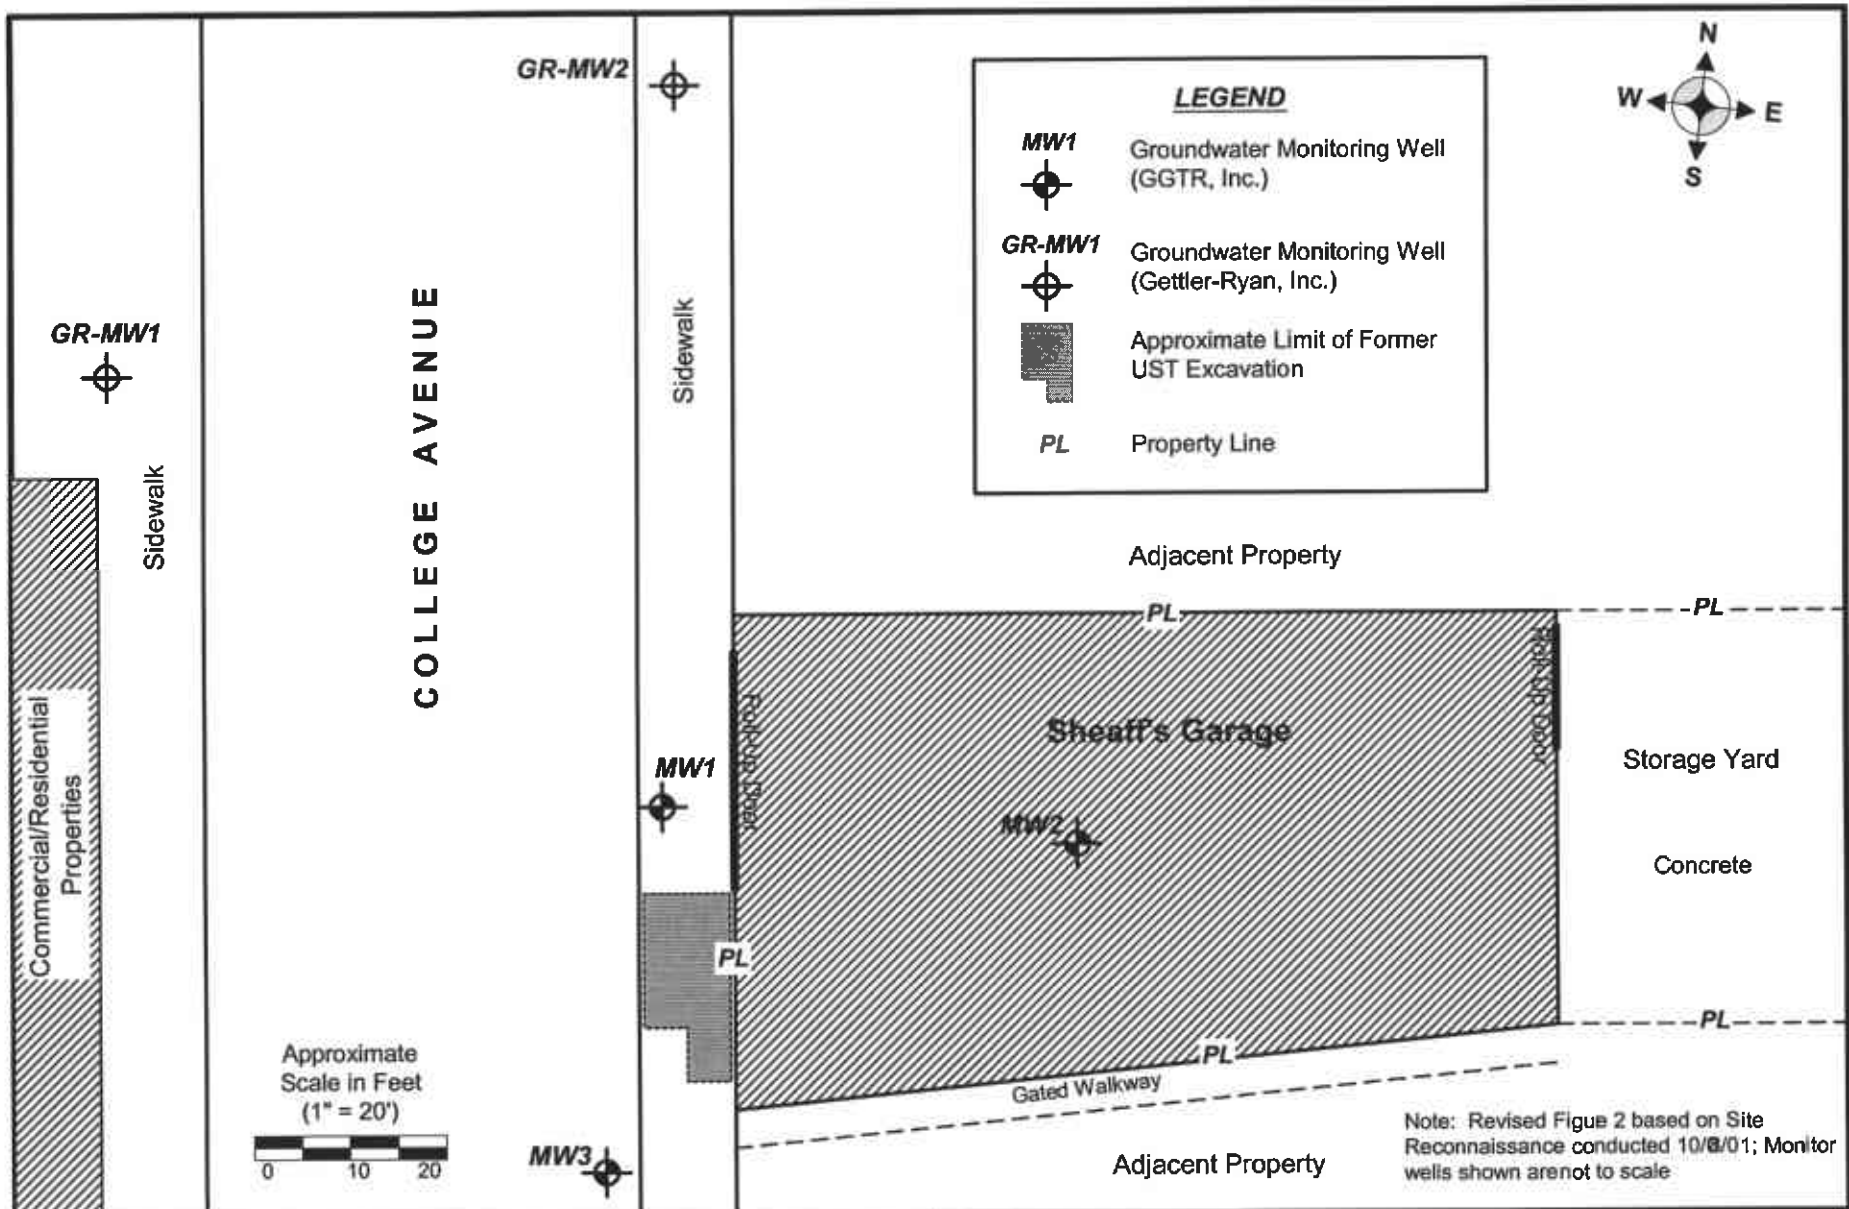 GR-MW2
N
W
E
S
LEGEND
MW1
Groundwater Monitoring Well
(GGTR, Inc.)
GR-MW1
Groundwater Monitoring Well
(Gettler-Ryan, Inc.)
Approximate Limit of Former
UST Excavation
PL
Property Line
GR-MW1
Sidewalk
COLLEGE AVENUE
Sidewalk
Adjacent Property
PL
PL
Roll-Up Door
Roll-Up Door
Sheaff's Garage
Storage Yard
Commercial/Residential
Properties
MW1
MW2
Concrete
PL
PL
PL
Gated Walkway
Approximate
Scale in Feet
(1" = 20')
0 10 20
MW3
Adjacent Property
Note: Revised Figue 2 based on Site
Reconnaissance conducted 10/ /01; Monitor
wells shown arenot to scale